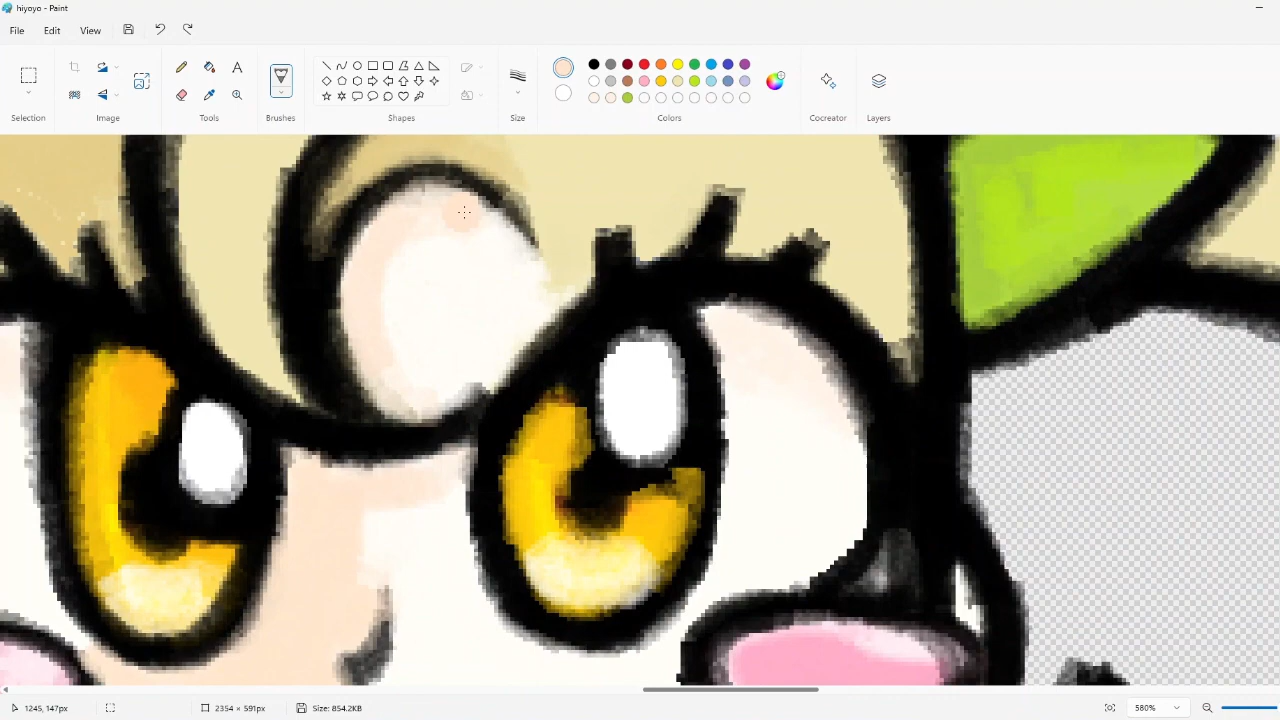 hiyoyo - Paint
File Edit View
Selection Image Tools Brushes Shapes Size Colors Cocreator Layers
1245, 147px 2354 × 591px Size: 854.2KB 580%